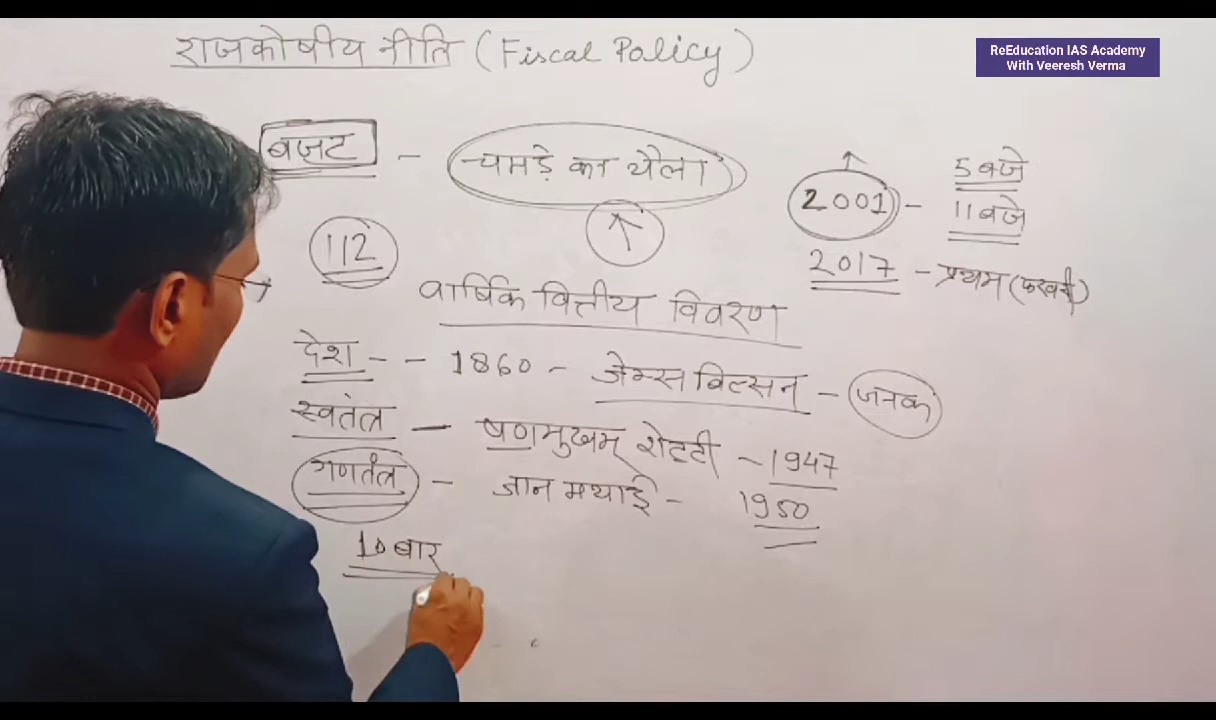 राजकोषीय नीति (Fiscal Policy)
ReEducation IAS Academy
With Veeresh Verma
बजट - चमड़े का थैला
2001 - 5 बजे
11 बजे
112
2017 - प्रथम (फरवरी)
वार्षिक वित्तीय विवरण
देश - - 1860 - जेम्स विल्सन - जनक
स्वतंत्र - षणमुखम् शेट्टी - 1947
गणतंत्र - जान मथाई - 1950
10 बार